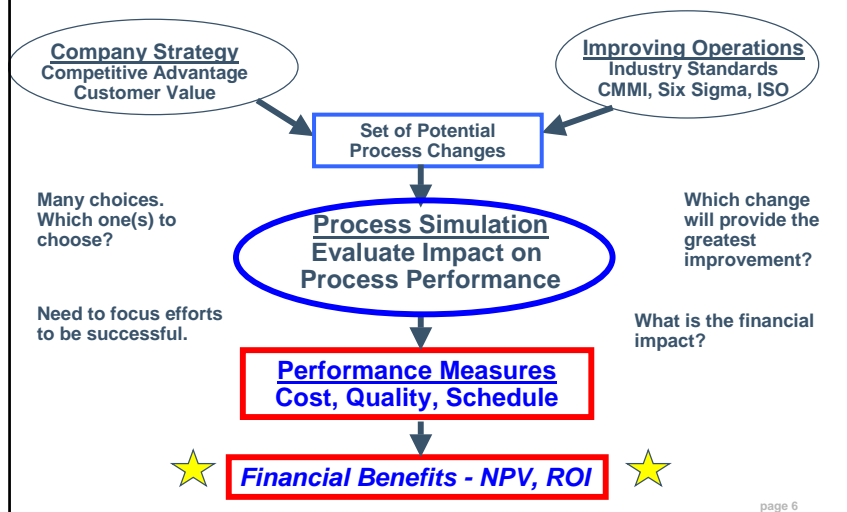 Company Strategy
Competitive Advantage
Customer Value
Improving Operations
Industry Standards
CMMI, Six Sigma, ISO
Set of Potential
Process Changes
Many choices.
Which one(s) to
choose?
Process Simulation
Evaluate Impact on
Process Performance
Which change
will provide the
greatest
improvement?
Need to focus efforts
to be successful.
What is the financial
impact?
Performance Measures
Cost, Quality, Schedule
Financial Benefits - NPV, ROI
page 6